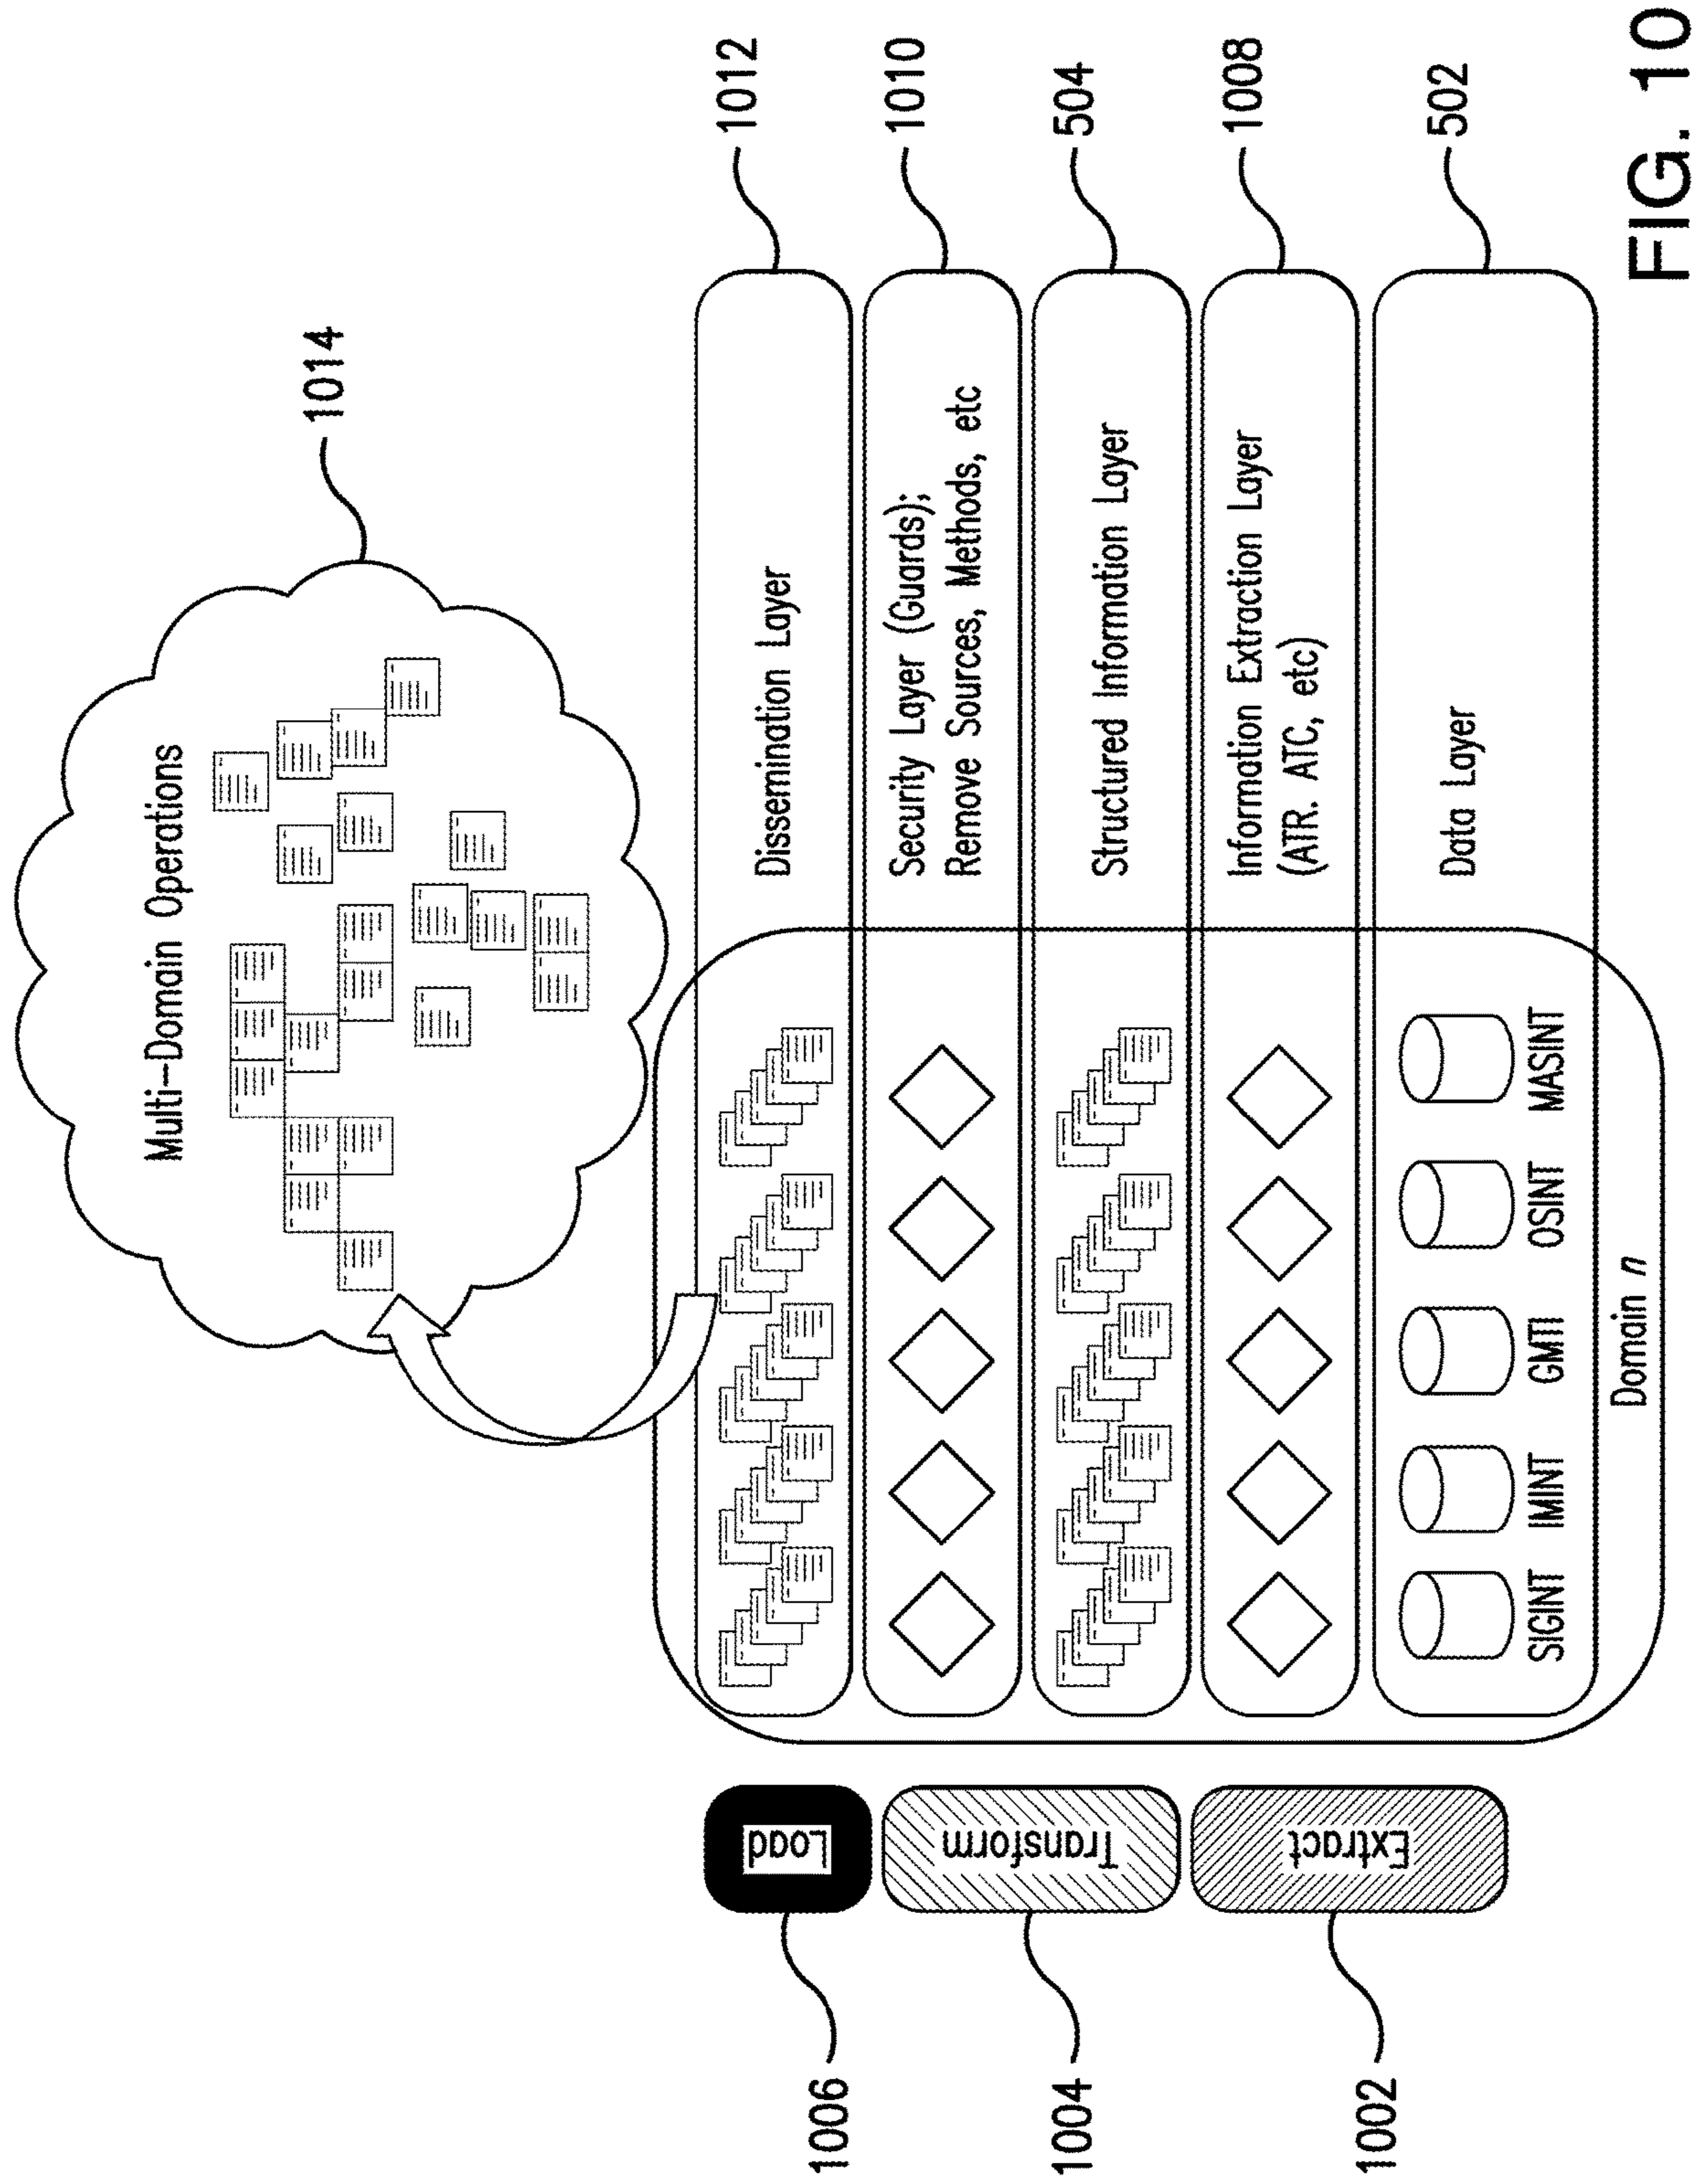 Multi-Domain Operations
1014
1006
Load
Dissemination Layer
1012
1004
Transform
Security Layer (Guards);
Remove Sources, Methods, etc
1010
Structured Information Layer
504
1002
Extract
Information Extraction Layer
(ATR. ATC, etc)
1008
Data Layer
502
SIGINT
IMINT
GMTI
OSINT
MASINT
Domain n
FIG. 10